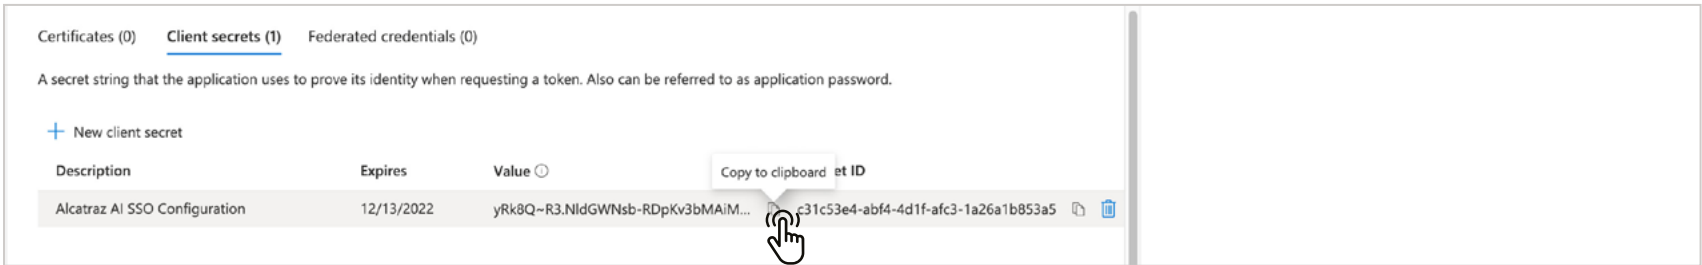 Certificates (0) Client secrets (1) Federated credentials (0)
A secret string that the application uses to prove its identity when requesting a token. Also can be referred to as application password.
+ New client secret
Description Expires Value Copy to clipboard et ID
Alcatraz AI SSO Configuration 12/13/2022 yRk8Q~R3.NldGWNsb-RDpKv3bMAiM... c31c53e4-abf4-4d1f-afc3-1a26a1b853a5